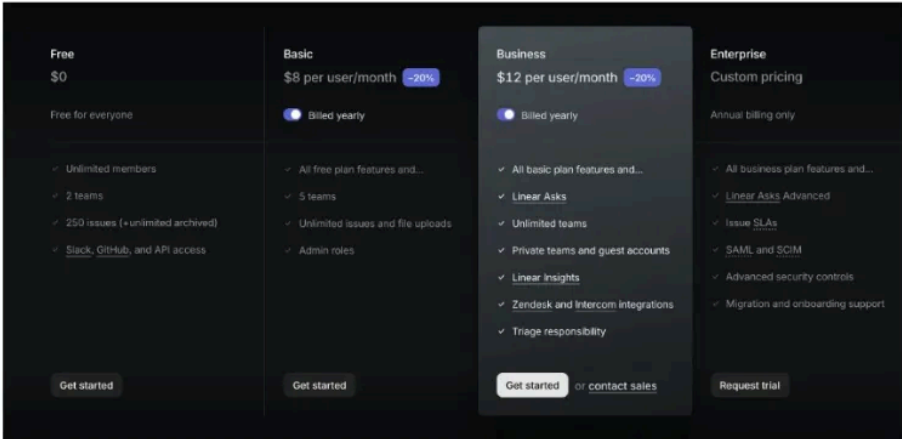 Free
$0
Free for everyone
Unlimited members
2 teams
250 issues (+unlimited archived)
Slack, GitHub, and API access
Get started
Basic
$8 per user/month -20%
Billed yearly
All free plan features and...
5 teams
Unlimited issues and file uploads
Admin roles
Get started
Business
$12 per user/month -20%
Billed yearly
All basic plan features and...
Linear Asks
Unlimited teams
Private teams and guest accounts
Linear Insights
Zendesk and Intercom integrations
Triage responsibility
Get started or contact sales
Enterprise
Custom pricing
Annual billing only
All business plan features and...
Linear Asks Advanced
Issue SLAs
SAML and SCIM
Advanced security controls
Migration and onboarding support
Request trial